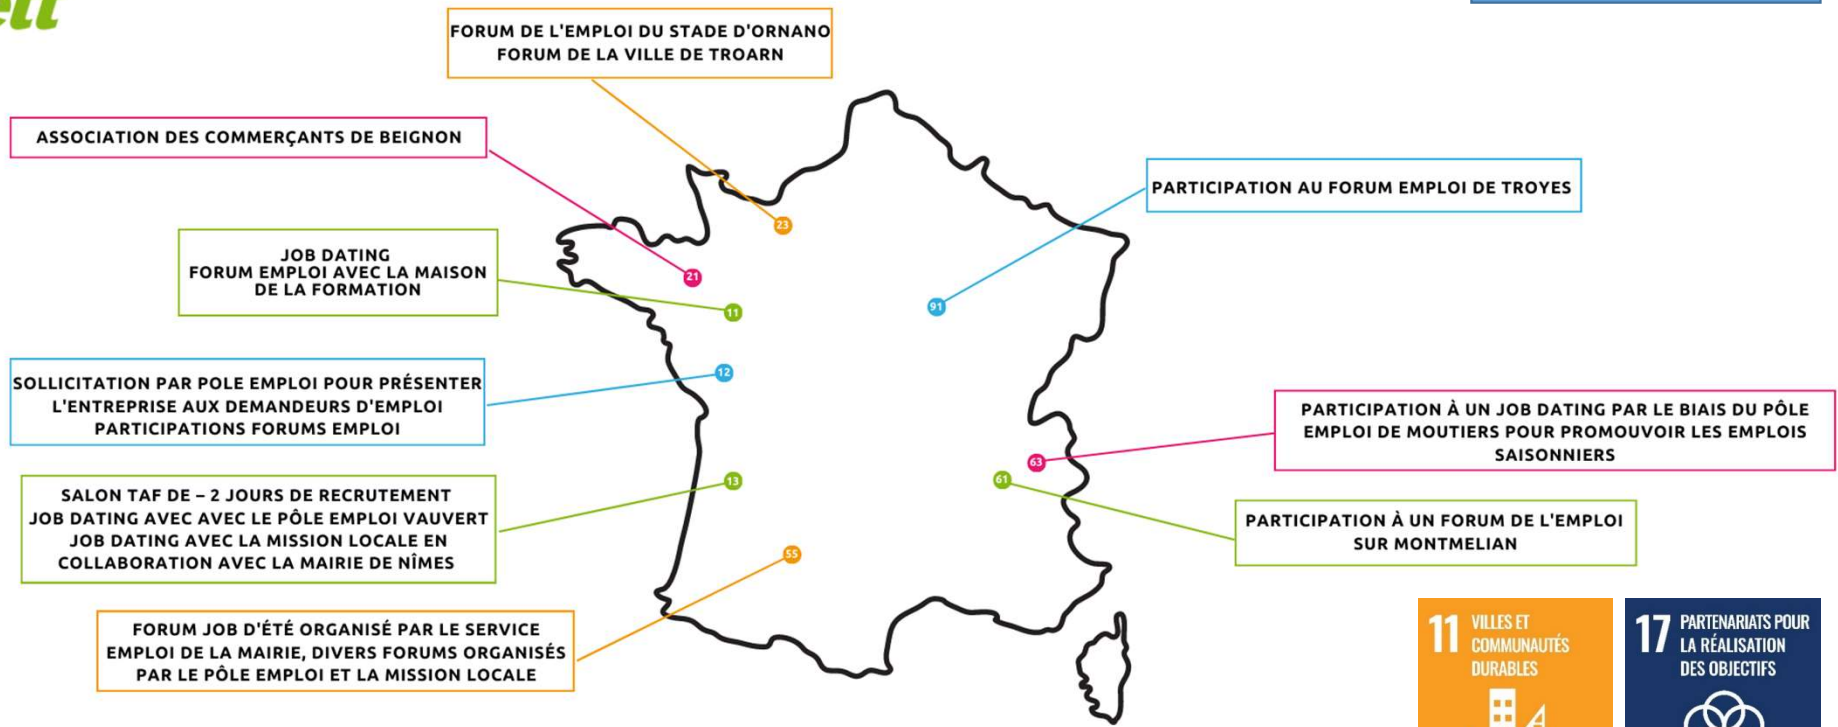 FORUM DE L'EMPLOI DU STADE D'ORNANO
FORUM DE LA VILLE DE TROARN
ASSOCIATION DES COMMERÇANTS DE BEIGNON
PARTICIPATION AU FORUM EMPLOI DE TROYES
23
JOB DATING
FORUM EMPLOI AVEC LA MAISON
DE LA FORMATION
21
11
91
SOLLICITATION PAR POLE EMPLOI POUR PRÉSENTER
L'ENTREPRISE AUX DEMANDEURS D'EMPLOI
PARTICIPATIONS FORUMS EMPLOI
12
PARTICIPATION À UN JOB DATING PAR LE BIAIS DU PÔLE
EMPLOI DE MOUTIERS POUR PROMOUVOIR LES EMPLOIS
SAISONNIERS
63
SALON TAF DE – 2 JOURS DE RECRUTEMENT
JOB DATING AVEC AVEC LE PÔLE EMPLOI VAUVERT
JOB DATING AVEC LA MISSION LOCALE EN
COLLABORATION AVEC LA MAIRIE DE NÎMES
13
61
PARTICIPATION À UN FORUM DE L'EMPLOI
SUR MONTMELIAN
55
FORUM JOB D'ÉTÉ ORGANISÉ PAR LE SERVICE
EMPLOI DE LA MAIRIE, DIVERS FORUMS ORGANISÉS
PAR LE PÔLE EMPLOI ET LA MISSION LOCALE
11 VILLES ET
COMMUNAUTÉS
DURABLES
17 PARTENARIATS POUR
LA RÉALISATION
DES OBJECTIFS